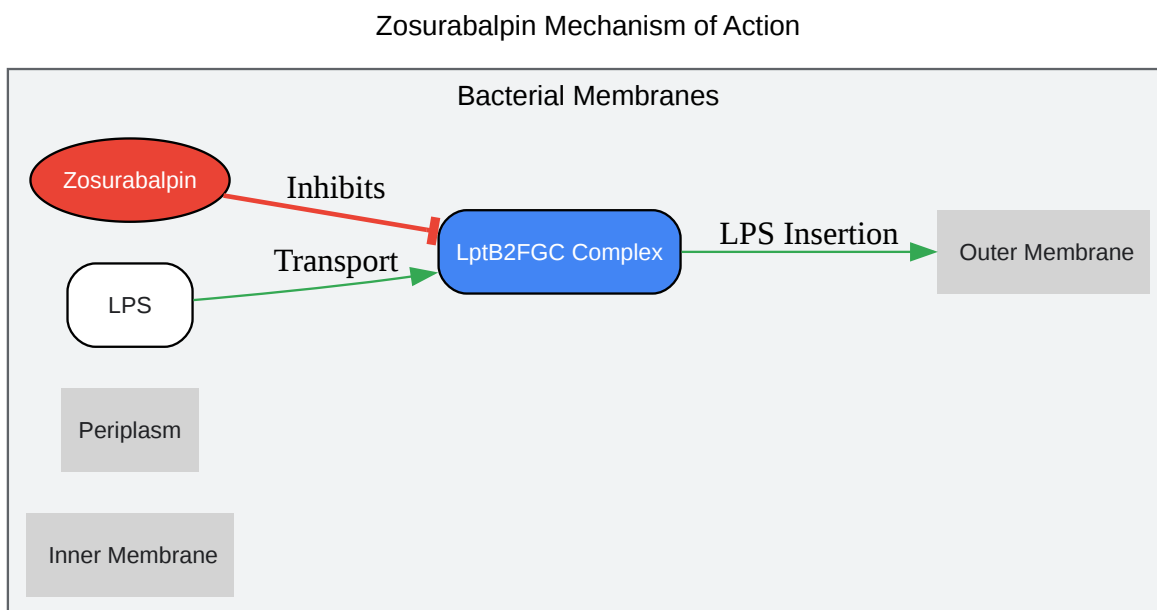 Zosurabalpin Mechanism of Action
Bacterial Membranes
Zosurabalpin
Inhibits
LptB2FGC Complex
LPS Insertion
Outer Membrane
Transport
LPS
Periplasm
Inner Membrane